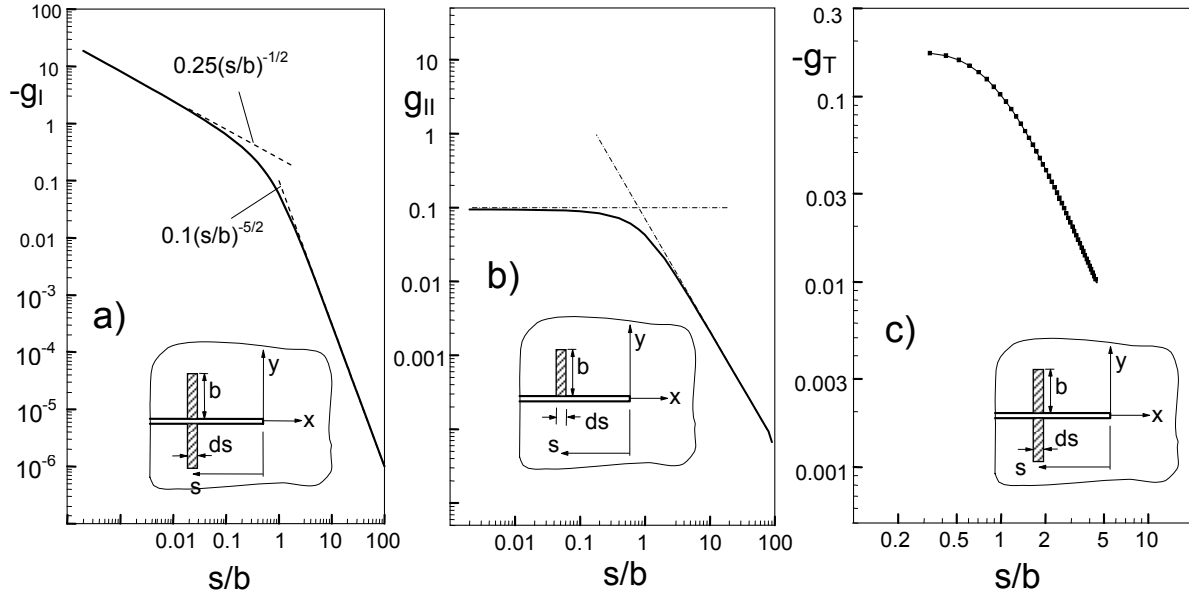 100
10
-g_I
1
0.1
0.01
10^-3
10^-4
10^-5
10^-6
0.25(s/b)^-1/2
0.1(s/b)^-5/2
a)
y
b
x
ds
s
0.01 0.1 1 10 100
s/b
10
g_II
1
0.1
0.01
0.001
b)
y
b
x
ds
s
0.01 0.1 1 10 100
s/b
0.3
-g_T
0.1
0.03
0.01
0.003
0.001
c)
y
b
x
ds
s
0.2 0.5 1 2 5 10
s/b